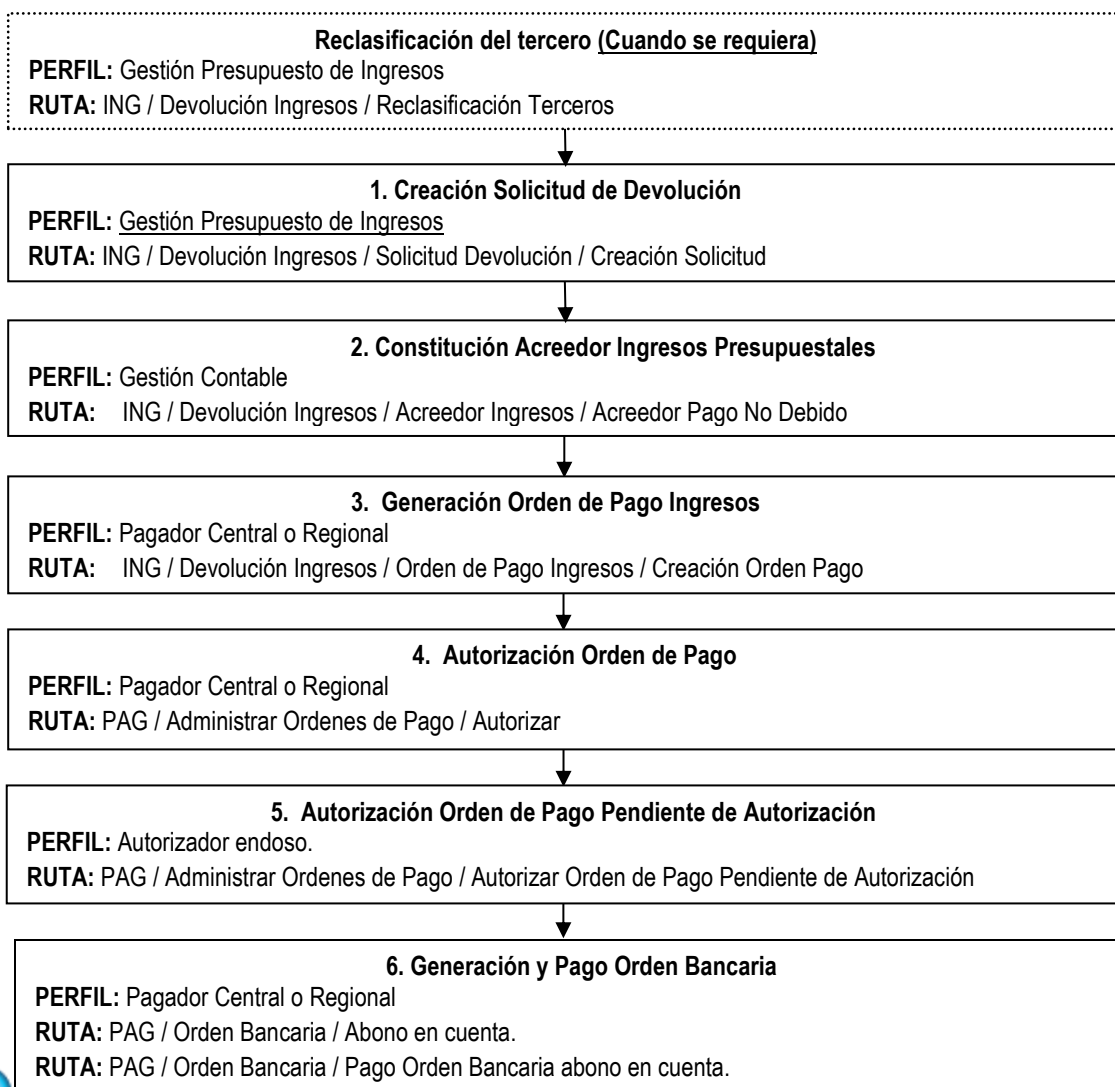 Reclasificación del tercero (Cuando se requiera)
PERFIL: Gestión Presupuesto de Ingresos
RUTA: ING / Devolución Ingresos / Reclasificación Terceros
1. Creación Solicitud de Devolución
PERFIL: Gestión Presupuesto de Ingresos
RUTA: ING / Devolución Ingresos / Solicitud Devolución / Creación Solicitud
2. Constitución Acreedor Ingresos Presupuestales
PERFIL: Gestión Contable
RUTA: ING / Devolución Ingresos / Acreedor Ingresos / Acreedor Pago No Debido
3. Generación Orden de Pago Ingresos
PERFIL: Pagador Central o Regional
RUTA: ING / Devolución Ingresos / Orden de Pago Ingresos / Creación Orden Pago
4. Autorización Orden de Pago
PERFIL: Pagador Central o Regional
RUTA: PAG / Administrar Ordenes de Pago / Autorizar
5. Autorización Orden de Pago Pendiente de Autorización
PERFIL: Autorizador endoso.
RUTA: PAG / Administrar Ordenes de Pago / Autorizar Orden de Pago Pendiente de Autorización
6. Generación y Pago Orden Bancaria
PERFIL: Pagador Central o Regional
RUTA: PAG / Orden Bancaria / Abono en cuenta.
RUTA: PAG / Orden Bancaria / Pago Orden Bancaria abono en cuenta.